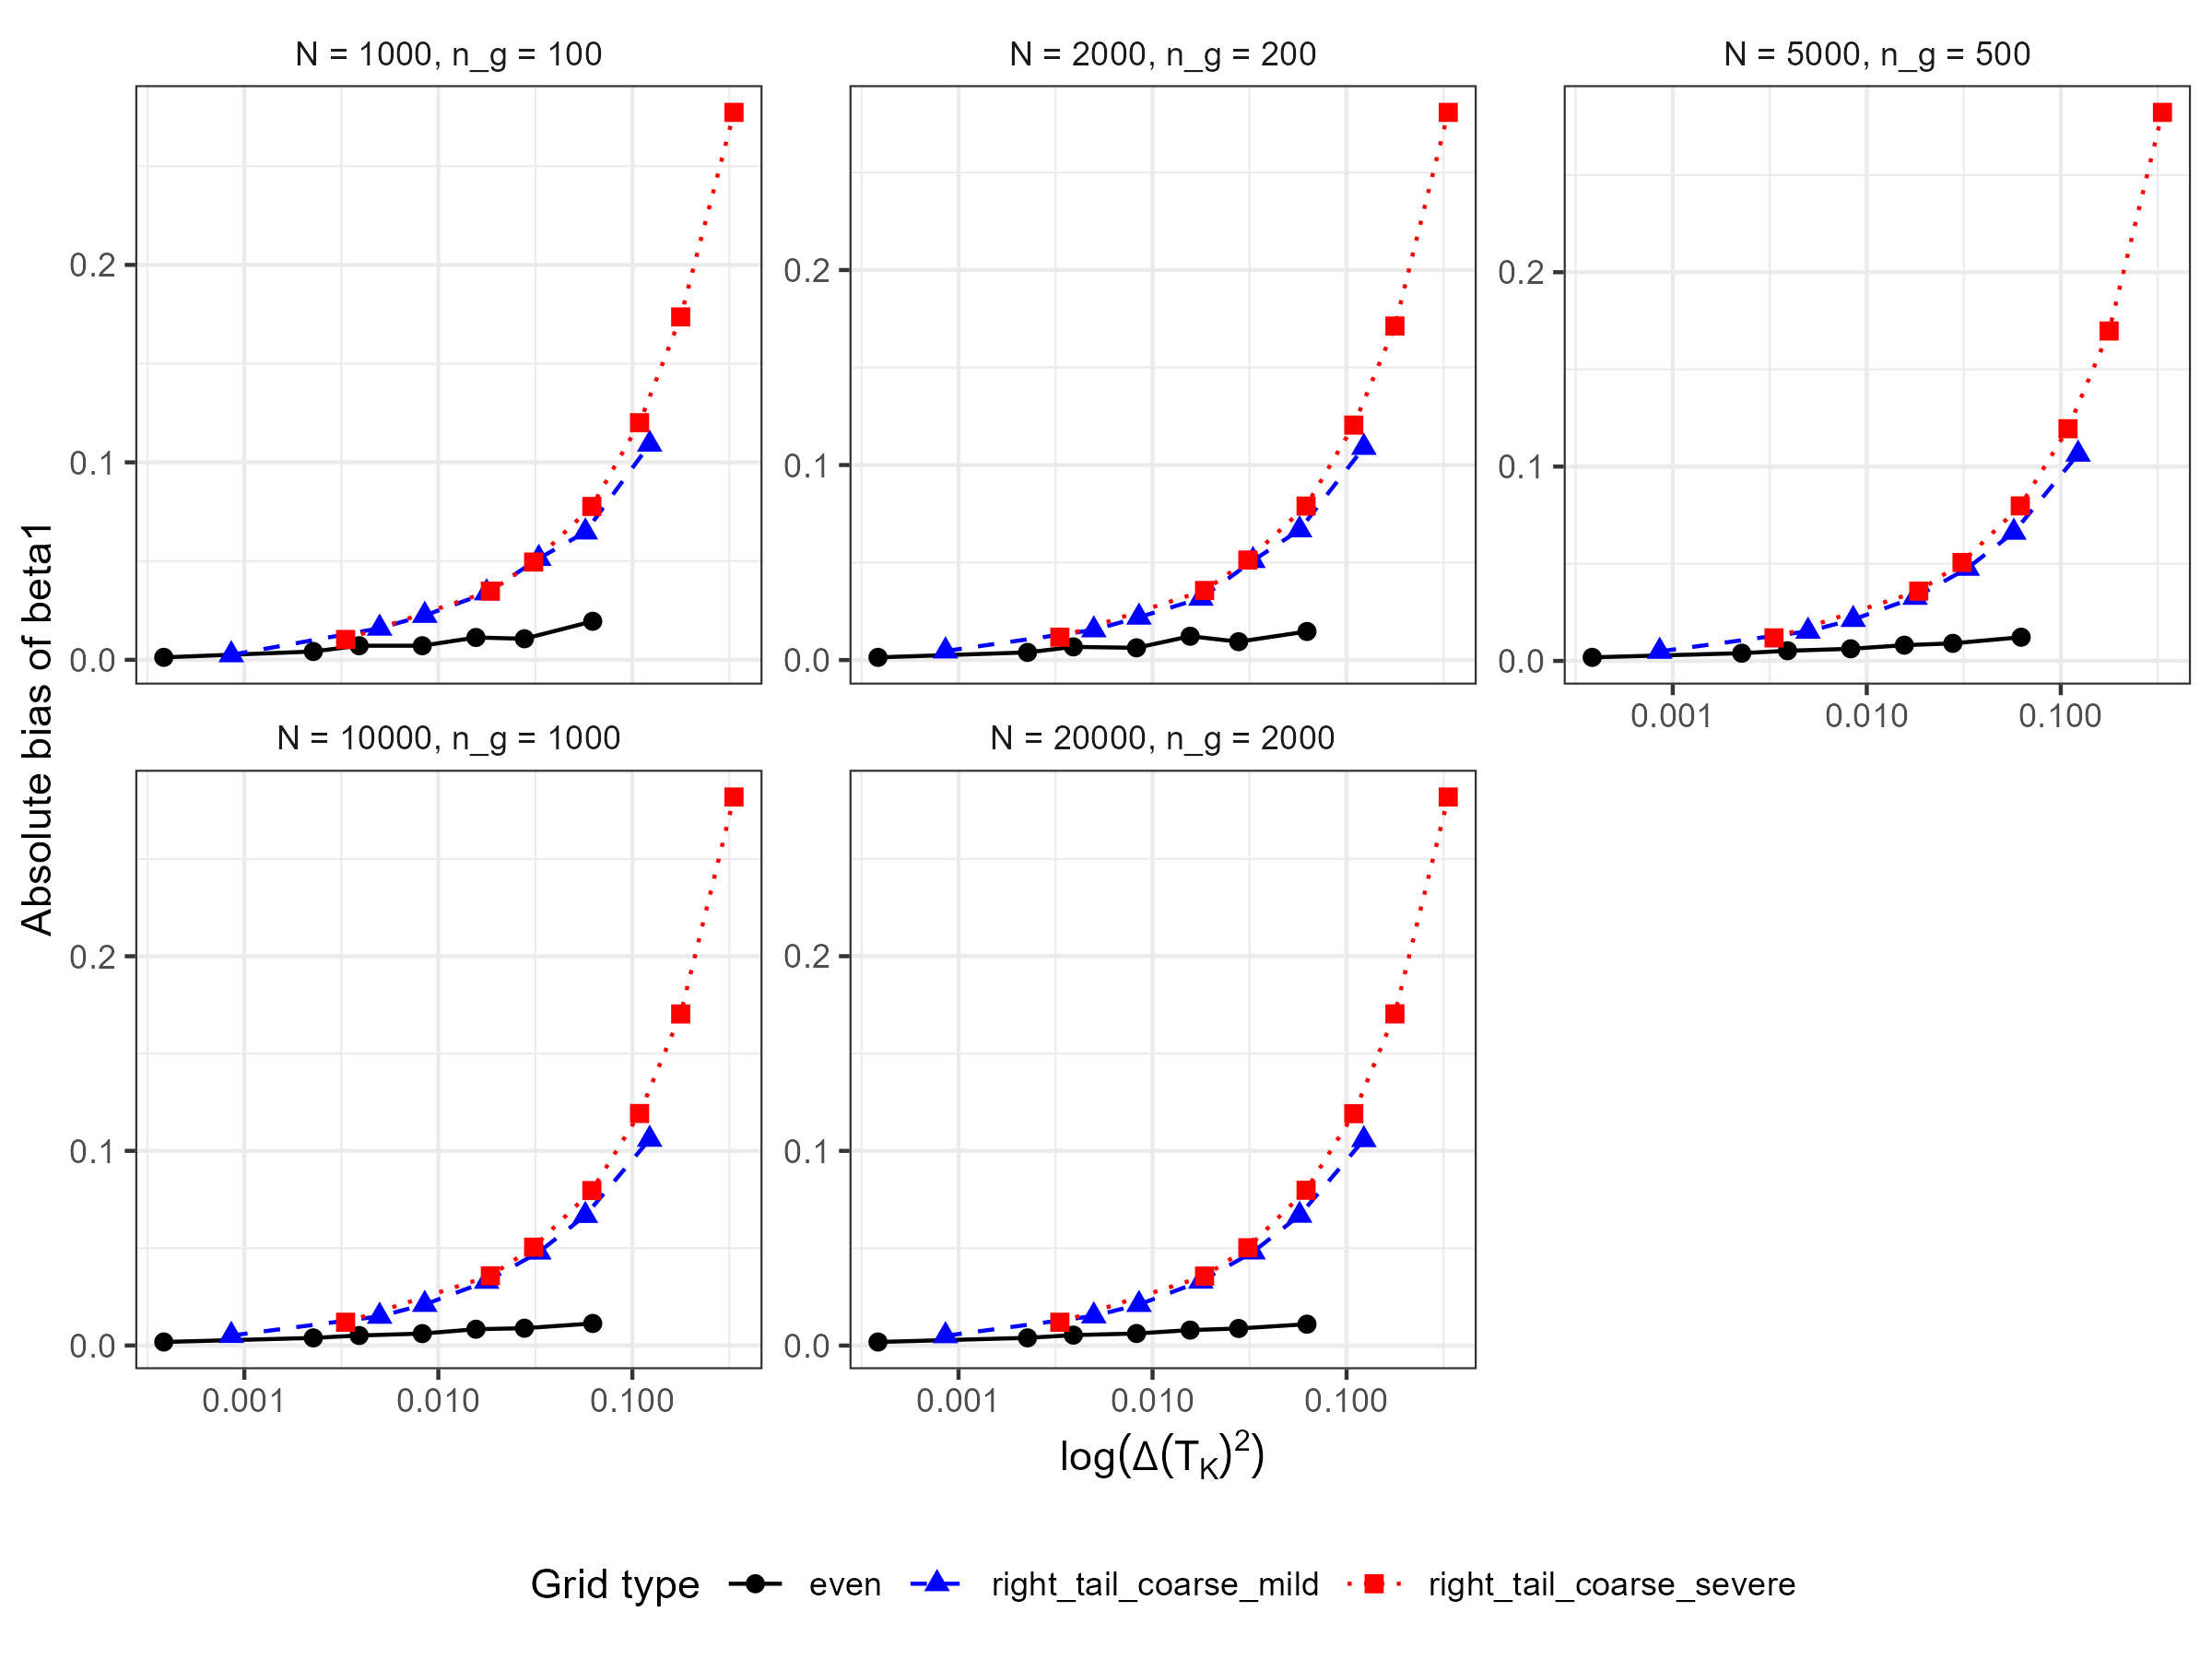 N = 1000, n_g = 100
N = 2000, n_g = 200
N = 5000, n_g = 500
0.2
0.1
0.0
0.2
0.1
0.0
0.2
0.1
0.0
0.001 0.010 0.100
Absolute bias of beta1
N = 10000, n_g = 1000
N = 20000, n_g = 2000
0.2
0.1
0.0
0.2
0.1
0.0
0.001 0.010 0.100
0.001 0.010 0.100
log(Δ(T_K)²)
Grid type even right_tail_coarse_mild right_tail_coarse_severe